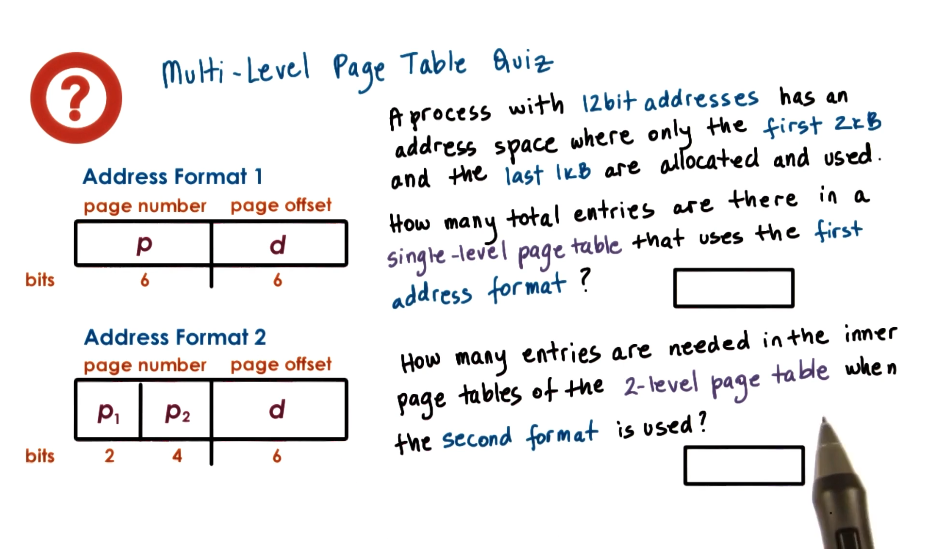 ?
Multi-Level Page Table Quiz
A process with 12bit addresses has an
address space where only the first 2kB
and the last 1kB are allocated and used.
How many total entries are there in a
single-level page table that uses the first
address format?
How many entries are needed in the inner
page tables of the 2-level page table when
the second format is used?
Address Format 1
page number page offset
p d
bits 6 6
Address Format 2
page number page offset
p1 p2 d
bits 2 4 6